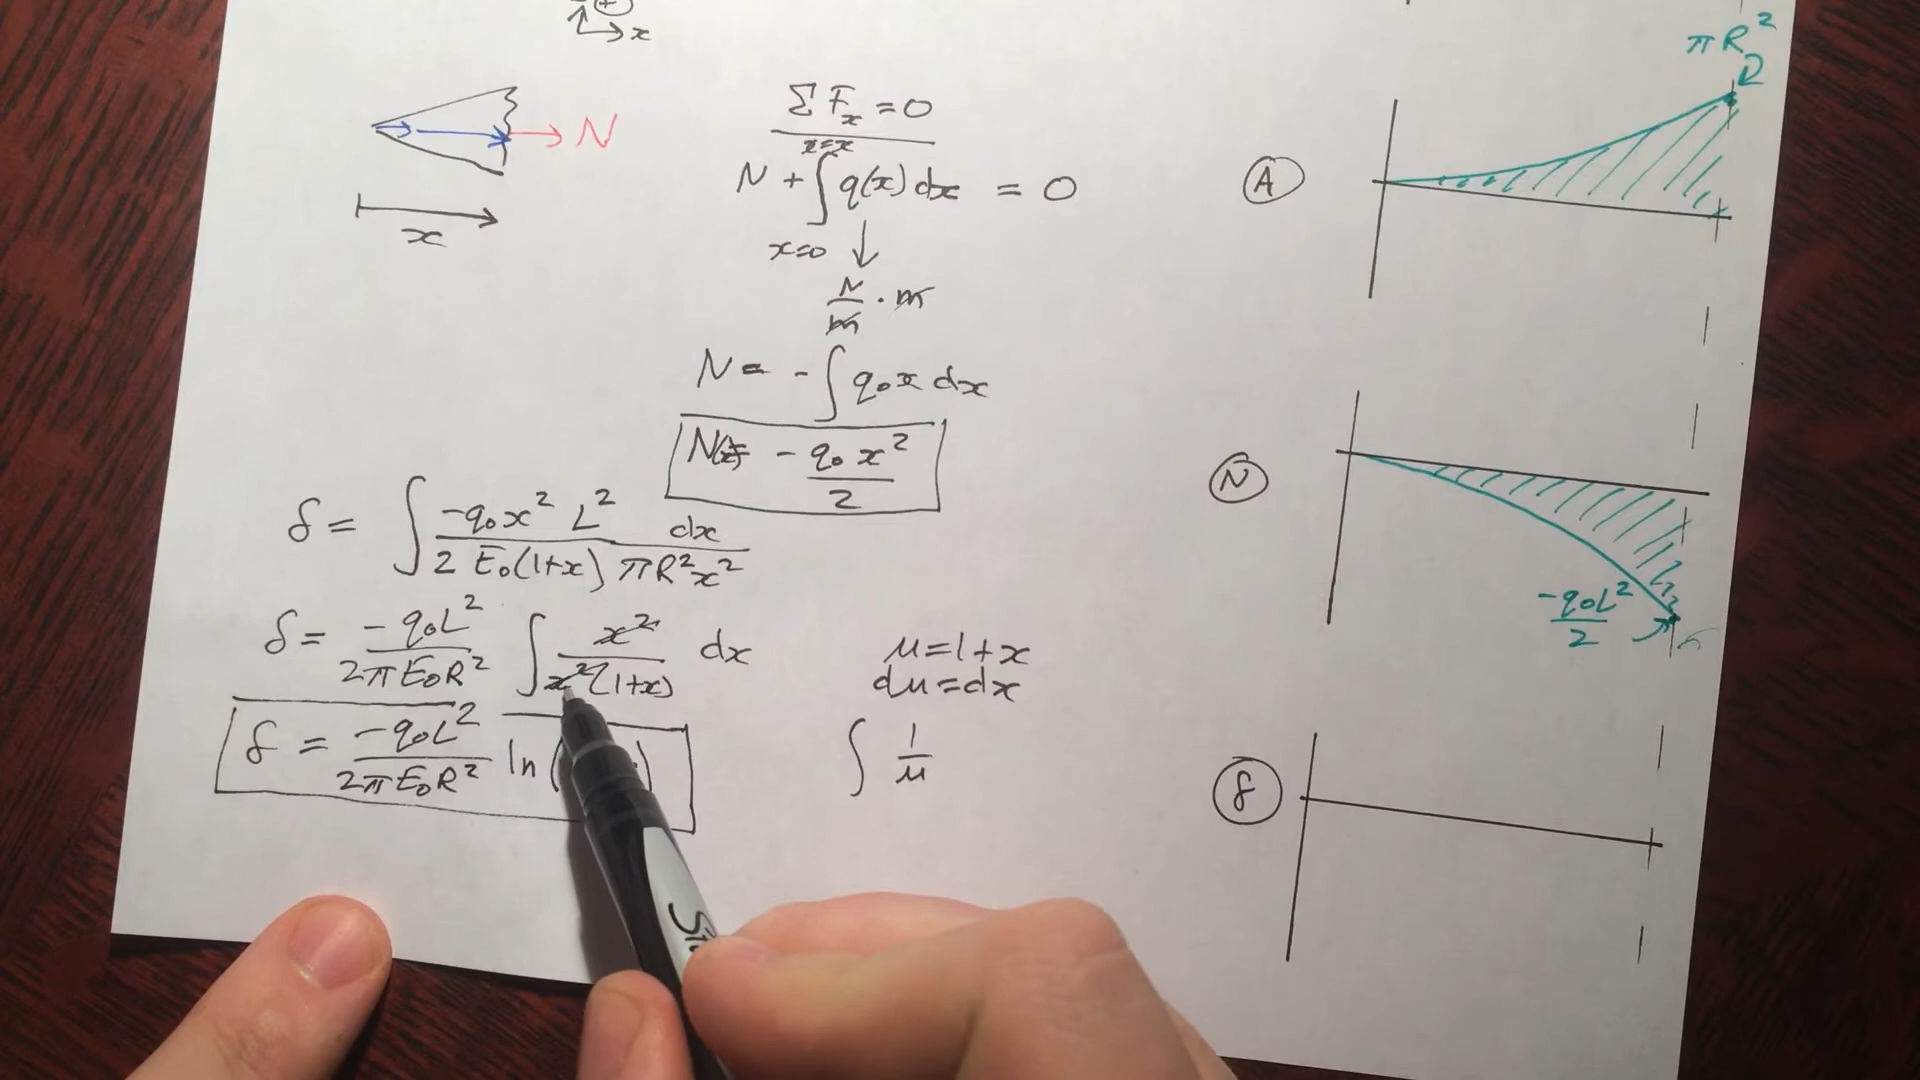 +
x
N
x
ΣFx = 0
x=x
N + ∫ q(x) dx = 0
x=0
N/m · m
N = - ∫ q₀x dx
N(x)= - q₀x²/2
δ = ∫ -q₀x² L² dx / 2 E₀(1+x) πR²x²
δ = -q₀L²/2πE₀R² ∫ x²/x²(1+x) dx
μ=1+x
du=dx
δ = -q₀L²/2πE₀R² ln (
∫ 1/μ
πR²
A
N
-q₀L²/2
δ